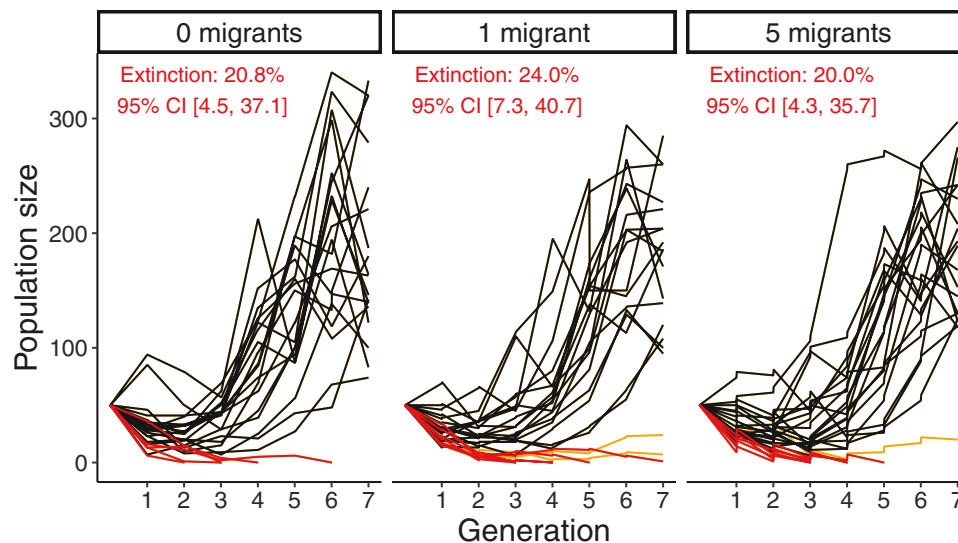 0 migrants
1 migrant
5 migrants
Extinction: 20.8%
95% CI [4.5, 37.1]
Extinction: 24.0%
95% CI [7.3, 40.7]
Extinction: 20.0%
95% CI [4.3, 35.7]
Population size
300
200
100
0
1 2 3 4 5 6 7
1 2 3 4 5 6 7
1 2 3 4 5 6 7
Generation